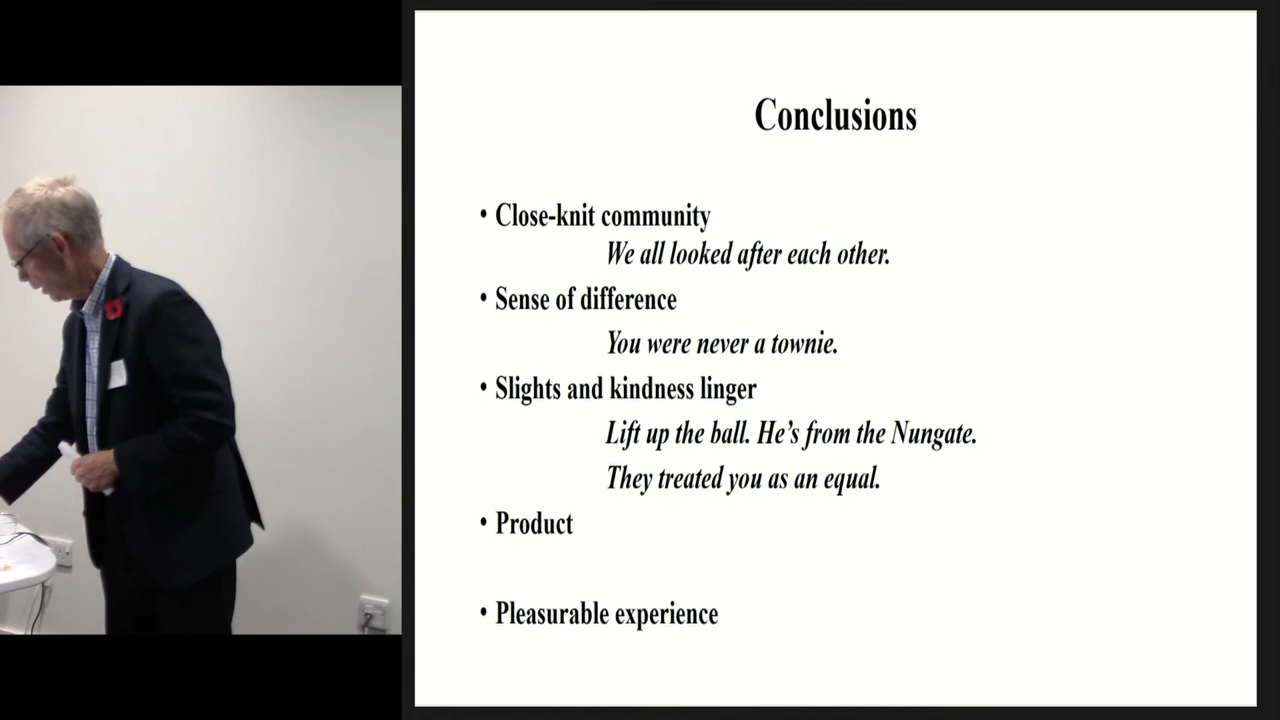 Conclusions
• Close-knit community
We all looked after each other.
• Sense of difference
You were never a townie.
• Slights and kindness linger
Lift up the ball. He’s from the Nungate.
They treated you as an equal.
• Product
• Pleasurable experience